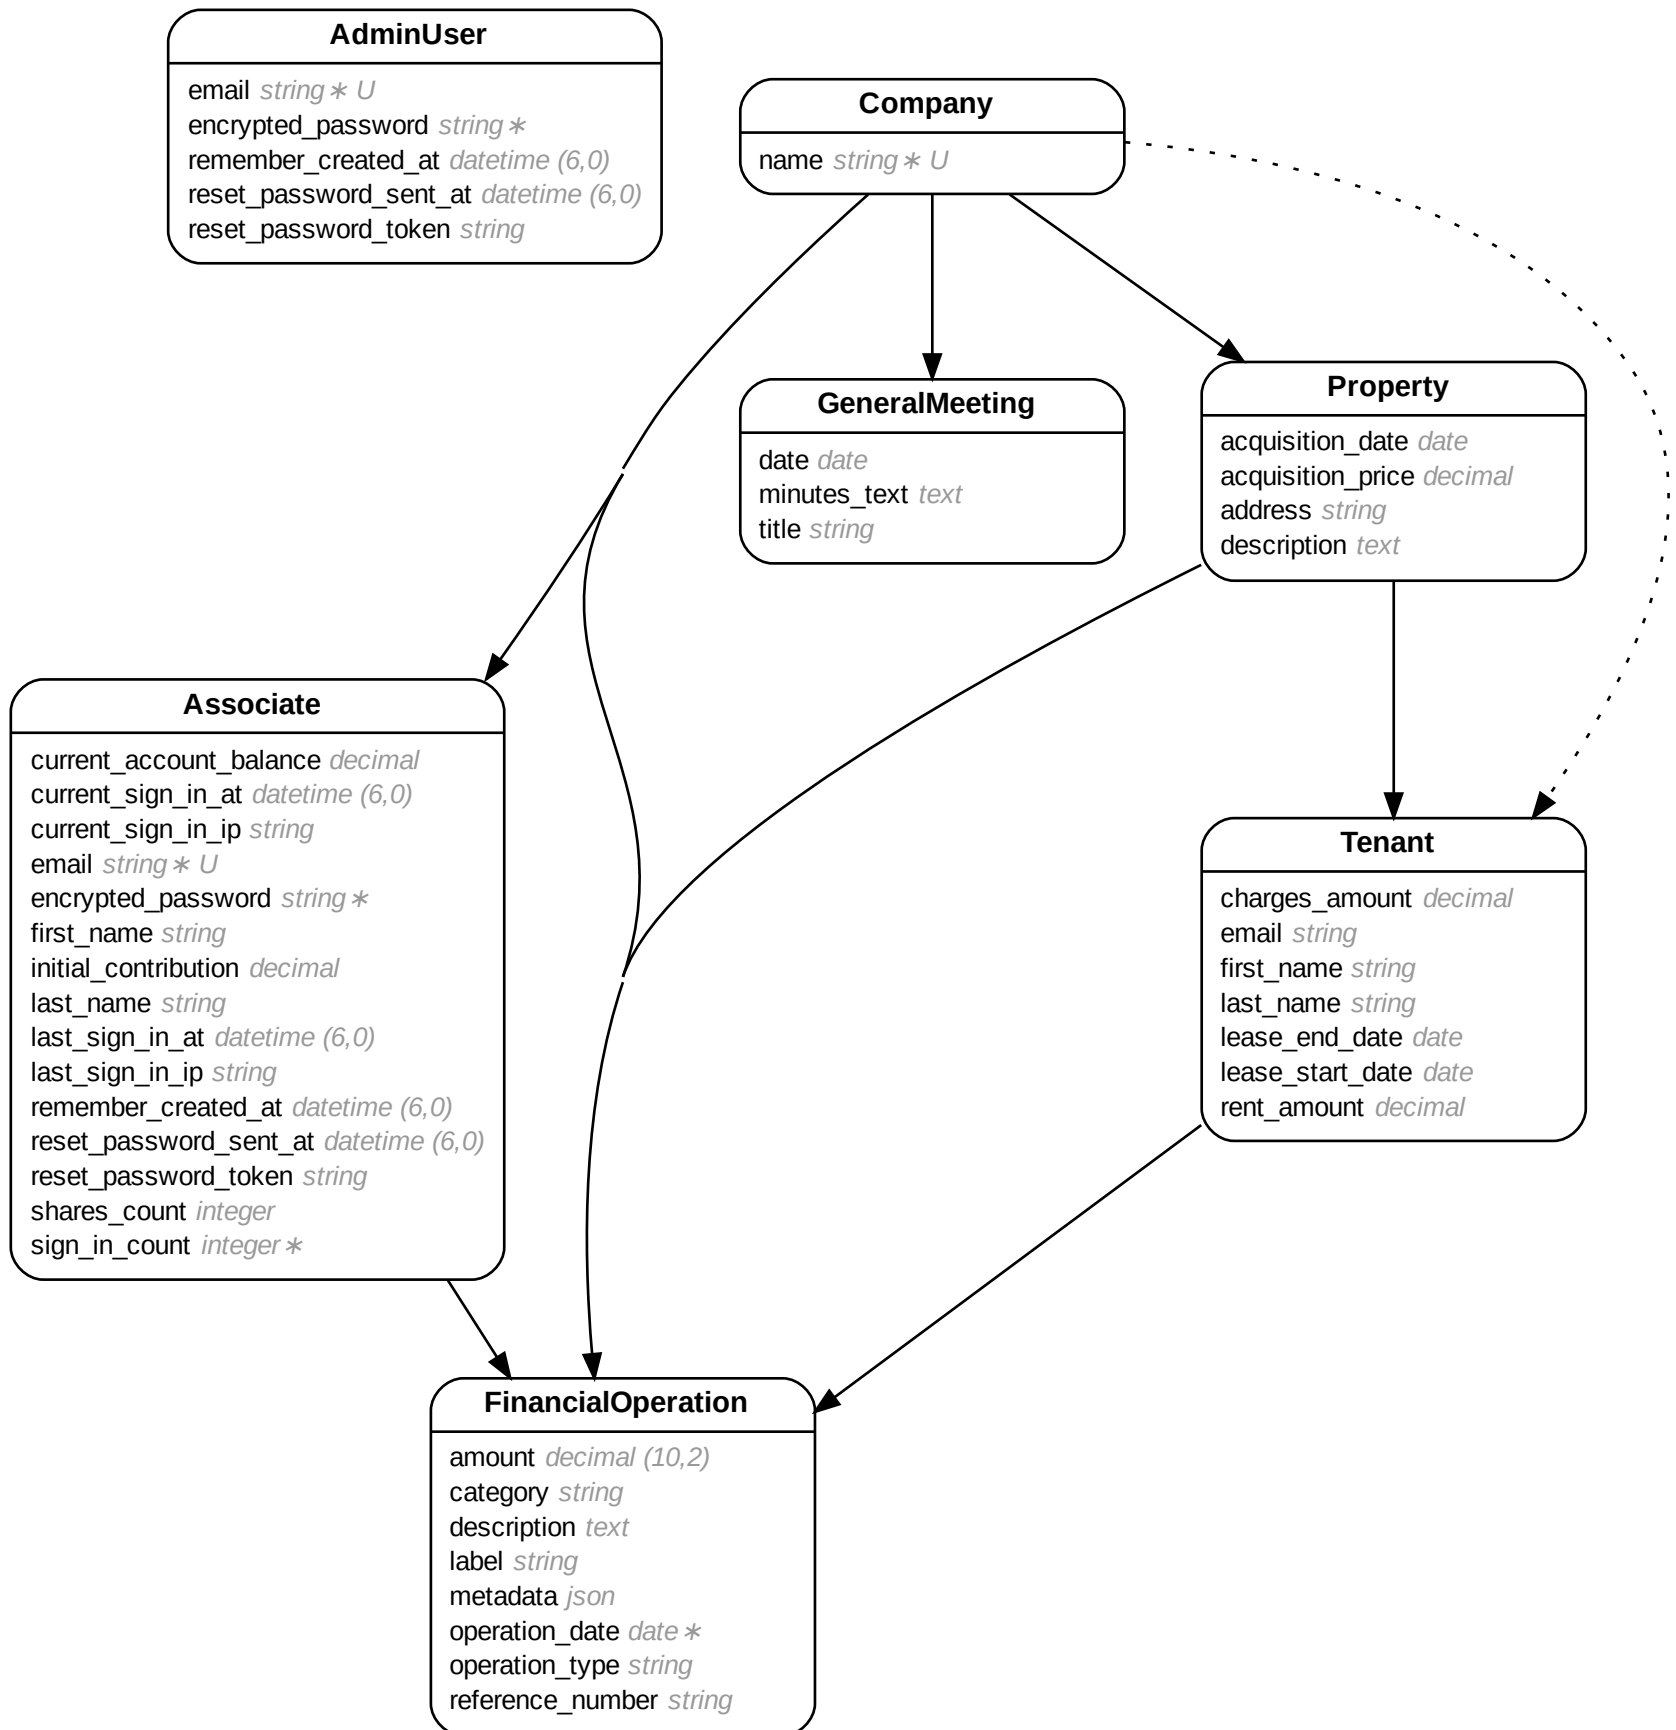 AdminUser
email string∗ U
encrypted_password string∗
remember_created_at datetime (6,0)
reset_password_sent_at datetime (6,0)
reset_password_token string
Company
name string∗ U
GeneralMeeting
date date
minutes_text text
title string
Property
acquisition_date date
acquisition_price decimal
address string
description text
Associate
current_account_balance decimal
current_sign_in_at datetime (6,0)
current_sign_in_ip string
email string∗ U
encrypted_password string∗
first_name string
initial_contribution decimal
last_name string
last_sign_in_at datetime (6,0)
last_sign_in_ip string
remember_created_at datetime (6,0)
reset_password_sent_at datetime (6,0)
reset_password_token string
shares_count integer
sign_in_count integer∗
Tenant
charges_amount decimal
email string
first_name string
last_name string
lease_end_date date
lease_start_date date
rent_amount decimal
FinancialOperation
amount decimal (10,2)
category string
description text
label string
metadata json
operation_date date∗
operation_type string
reference_number string